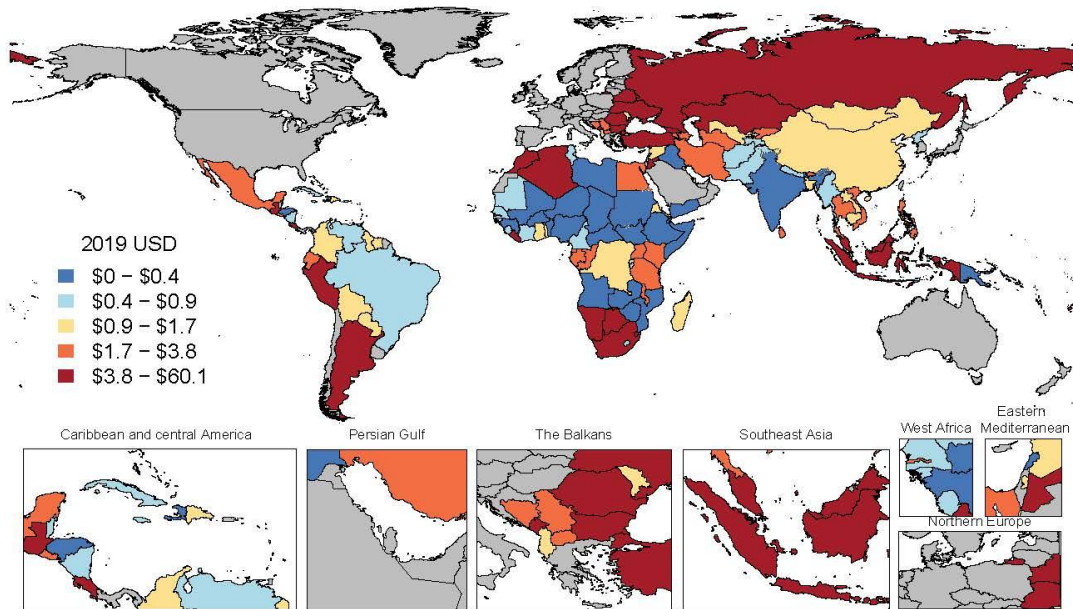 2019 USD
$0 – $0.4
$0.4 – $0.9
$0.9 – $1.7
$1.7 – $3.8
$3.8 – $60.1
Caribbean and central America
Persian Gulf
The Balkans
Southeast Asia
West Africa
Eastern
Mediterranean
Northern Europe